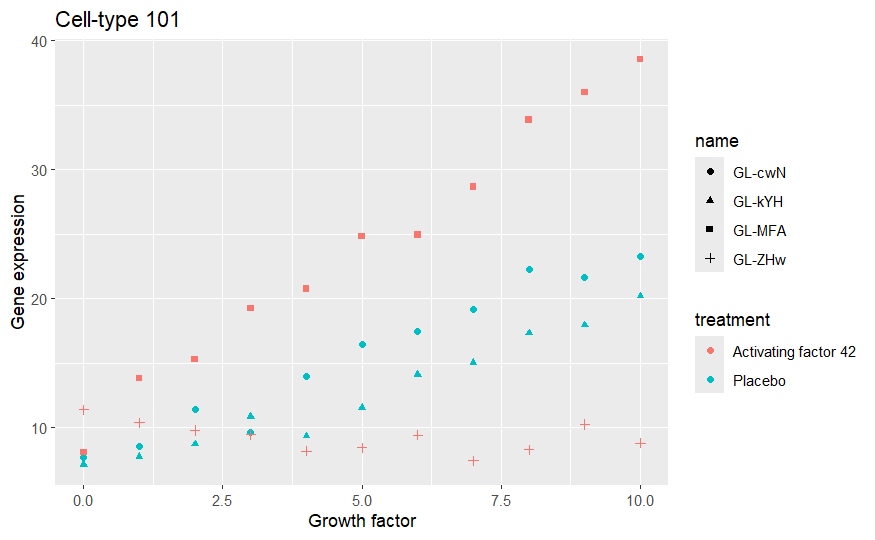 Cell-type 101
40
30
20
10
Gene expression
0.0 2.5 5.0 7.5 10.0
Growth factor
name
GL-cwN
GL-kYH
GL-MFA
GL-ZHw
treatment
Activating factor 42
Placebo